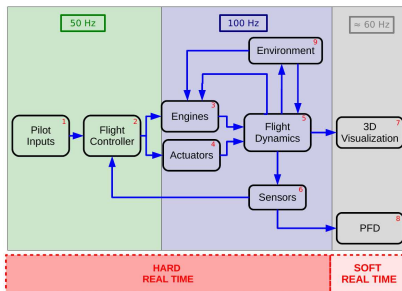 50 Hz
100 Hz
≈ 60 Hz
9
Environment
1
Pilot
Inputs
2
Flight
Controller
3
Engines
4
Actuators
5
Flight
Dynamics
7
3D
Visualization
6
Sensors
8
PFD
HARD
REAL TIME
SOFT
REAL TIME